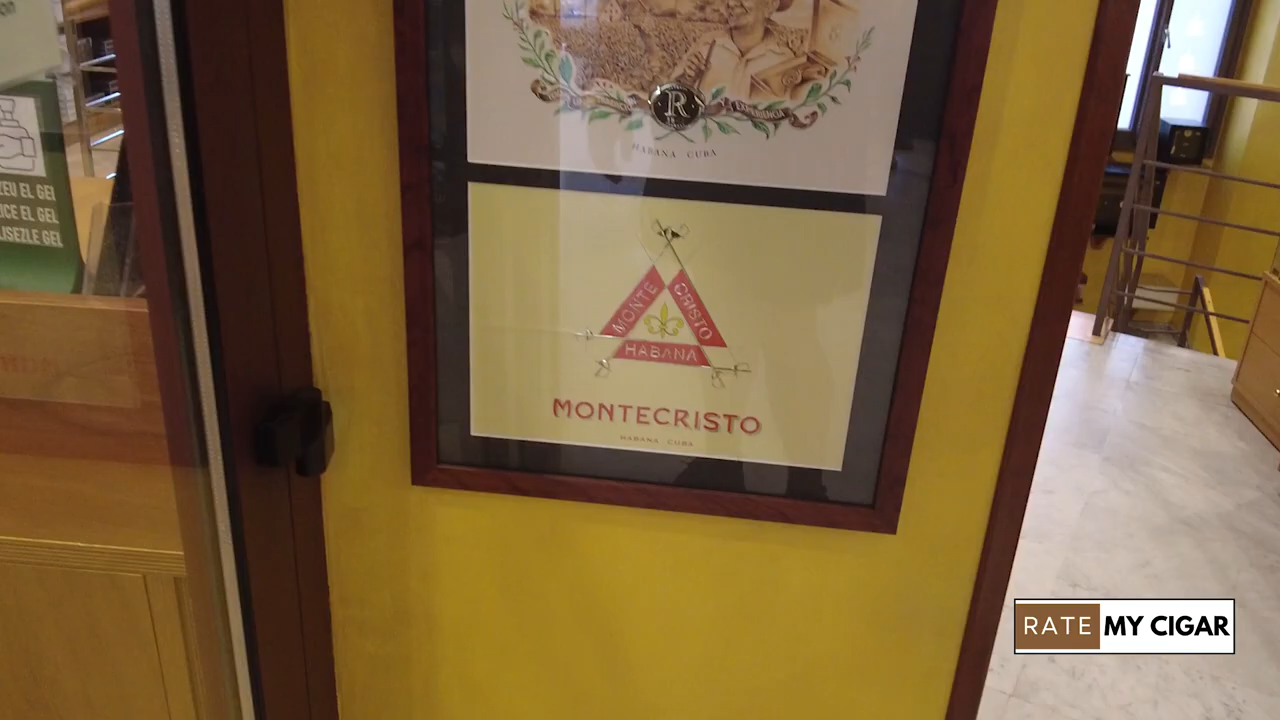 R
EXPERIENCIA
HABANA CUBA
ZEU EL GEL
ICE EL GEL
LISEZLE GEL
MONTE
CRISTO
HABANA
MONTECRISTO
HABANA CUBA
RATE MY CIGAR